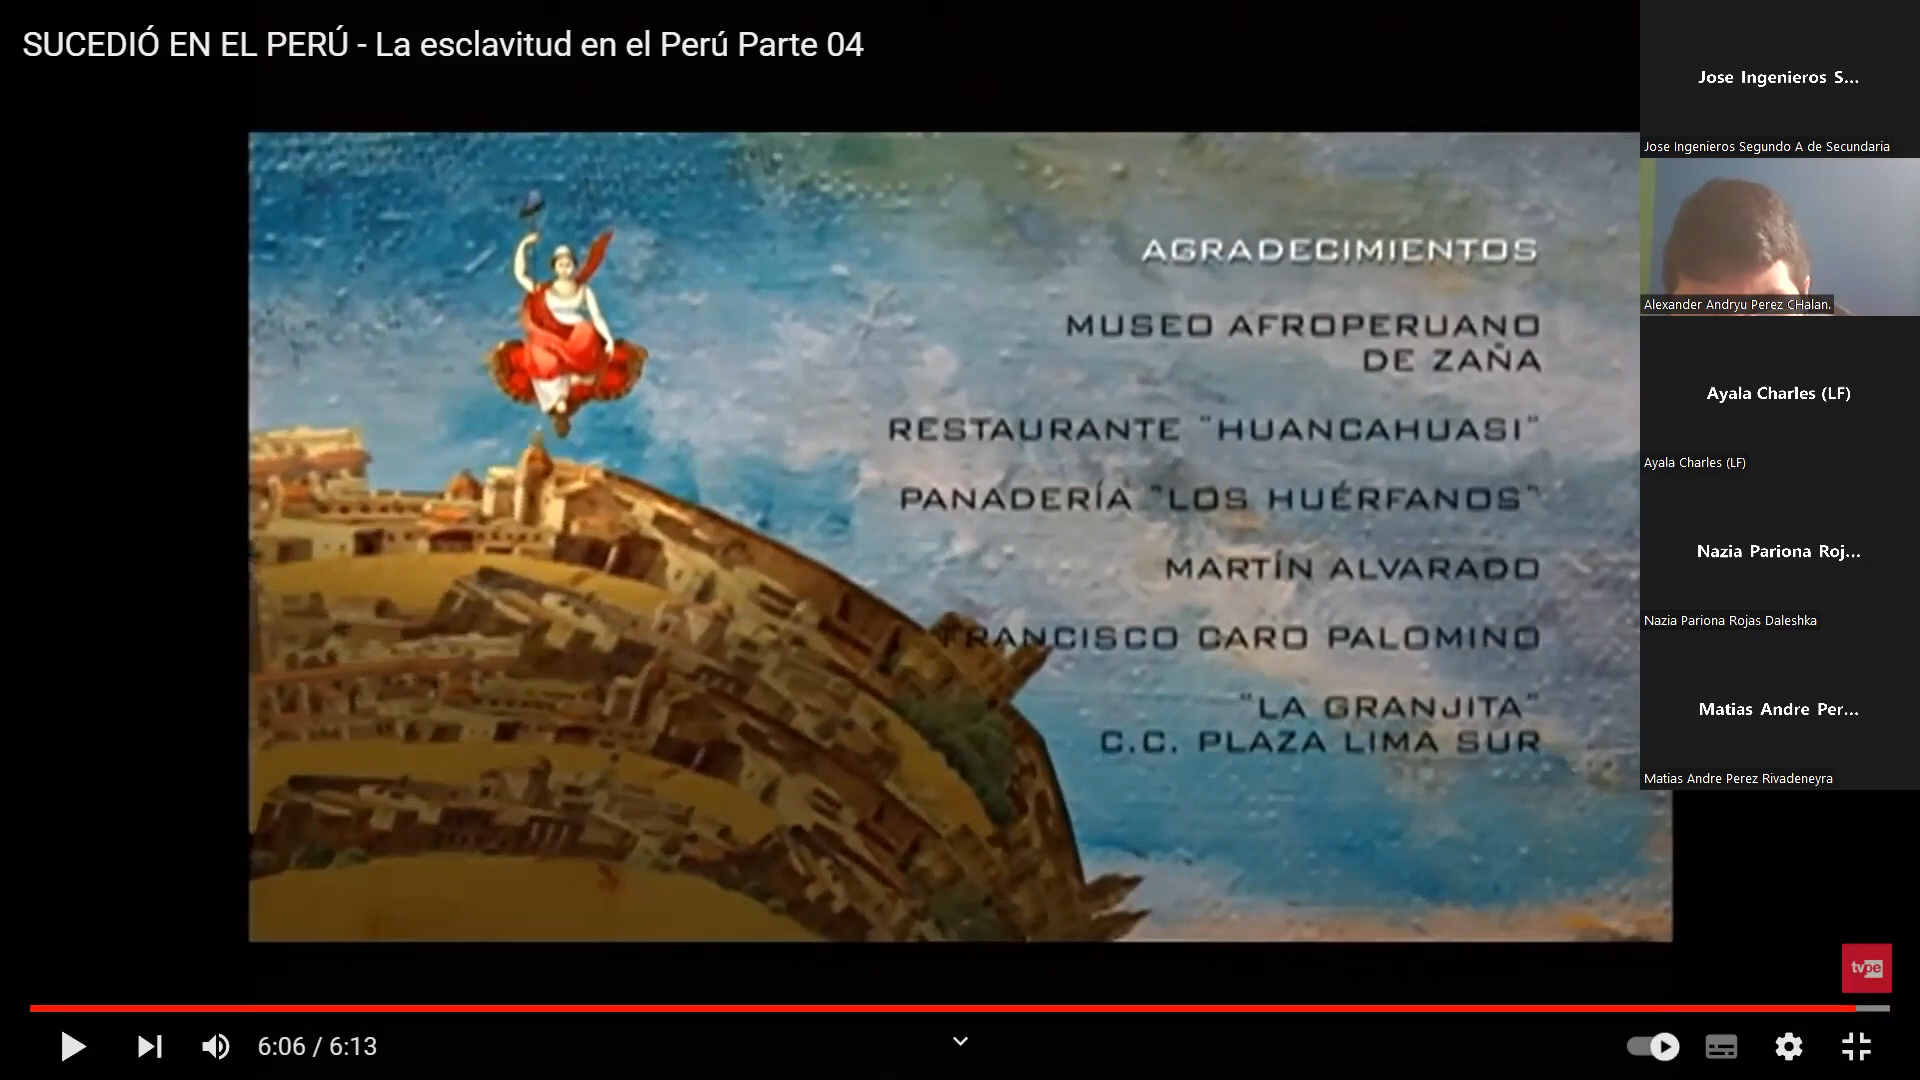 SUCEDIÓ EN EL PERÚ - La esclavitud en el Perú Parte 04
AGRADECIMIENTOS
MUSEO AFROPERUANO
DE ZAÑA
RESTAURANTE "HUANCAHUASI"
PANADERÍA "LOS HUÉRFANOS"
MARTÍN ALVARADO
FRANCISCO CARO PALOMINO
"LA GRANJITA"
C.C. PLAZA LIMA SUR
Jose Ingenieros S...
Jose Ingenieros Segundo A de Secundaria
Alexander Andryu Perez CHalan.
Ayala Charles (LF)
Ayala Charles (LF)
Nazia Pariona Roj...
Nazia Pariona Rojas Daleshka
Matias Andre Per...
Matias Andre Perez Rivadeneyra
tvpe
6:06 / 6:13